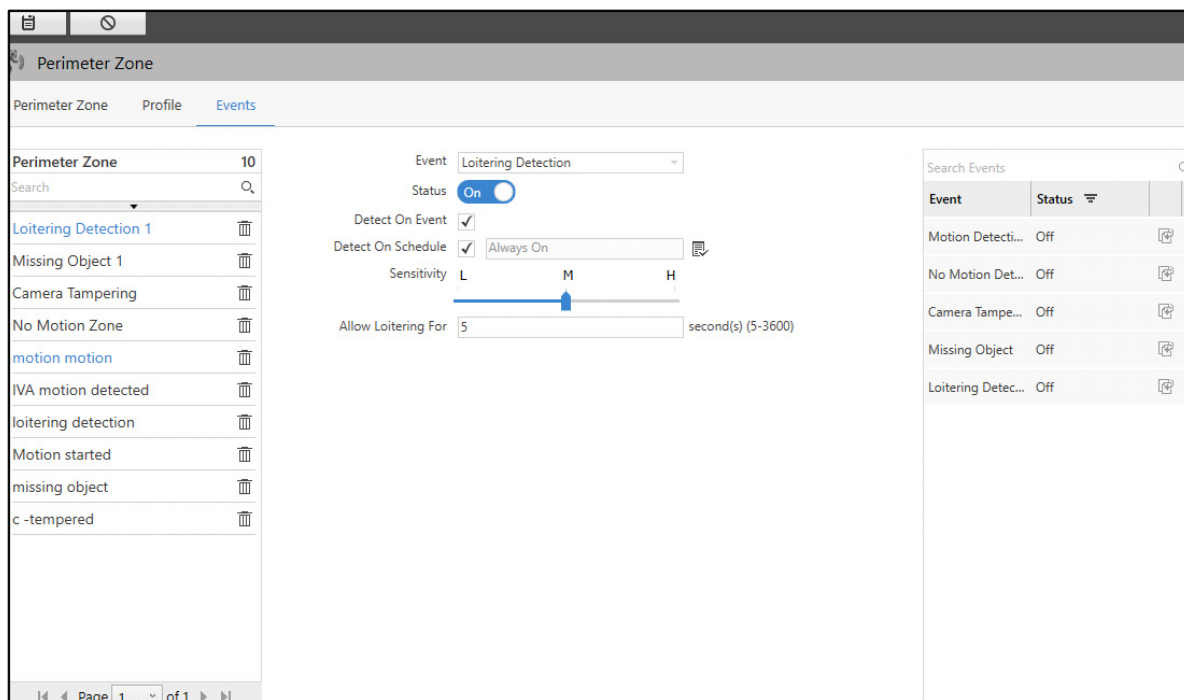 Perimeter Zone
Perimeter Zone Profile Events
Perimeter Zone 10
Search
Loitering Detection 1
Missing Object 1
Camera Tampering
No Motion Zone
motion motion
IVA motion detected
loitering detection
Motion started
missing object
c -tempered
Page 1 of 1
Event Loitering Detection
Status On
Detect On Event
Detect On Schedule Always On
Sensitivity L M H
Allow Loitering For 5 second(s) (5-3600)
Search Events
Event Status
Motion Detecti... Off
No Motion Det... Off
Camera Tampe... Off
Missing Object Off
Loitering Detec... Off